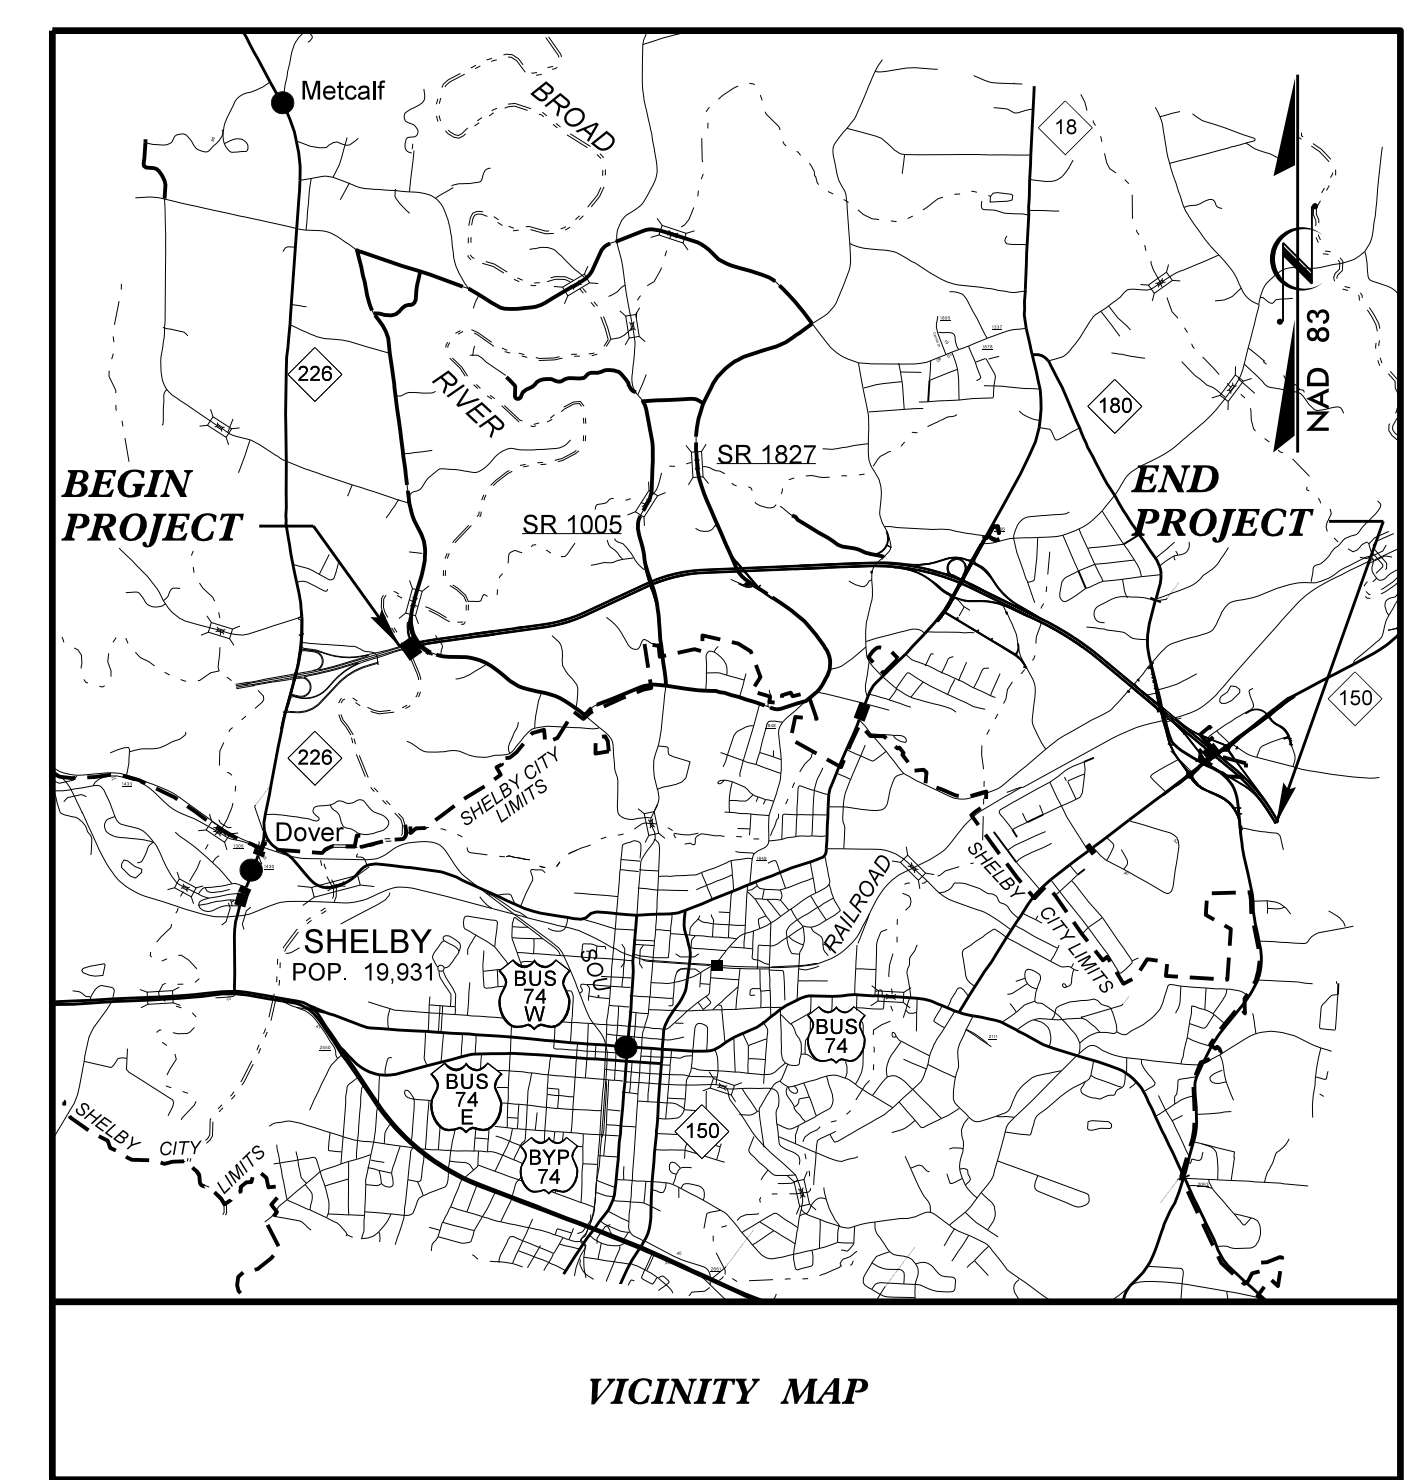 Metcalf
BROAD
18
NAD 83
226
RIVER
180
SR 1827
BEGIN
PROJECT
END
PROJECT
SR 1005
150
226
SHELBY CITY
LIMITS
Dover
SHELBY
CITY LIMITS
RAILROAD
SHELBY
POP. 19,931
SOU.
BUS
74
W
BUS
74
BUS
74
E
150
BYP
74
SHELBY CITY LIMITS
VICINITY MAP